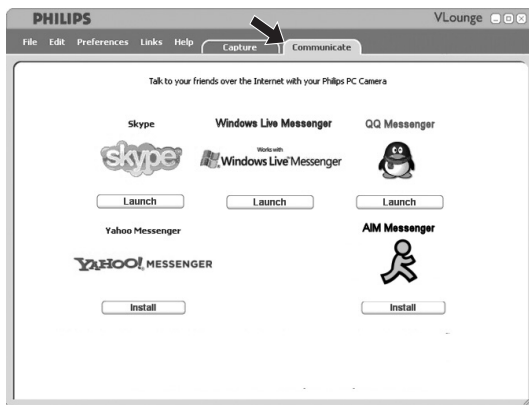 PHILIPS VLounge
File Edit Preferences Links Help Capture Communicate
Talk to your friends over the Internet with your Philips PC Camera
Skype Windows Live Messenger QQ Messenger
skype Works with
Windows Live Messenger
Launch Launch Launch
Yahoo Messenger AIM Messenger
YAHOO! MESSENGER
Install Install